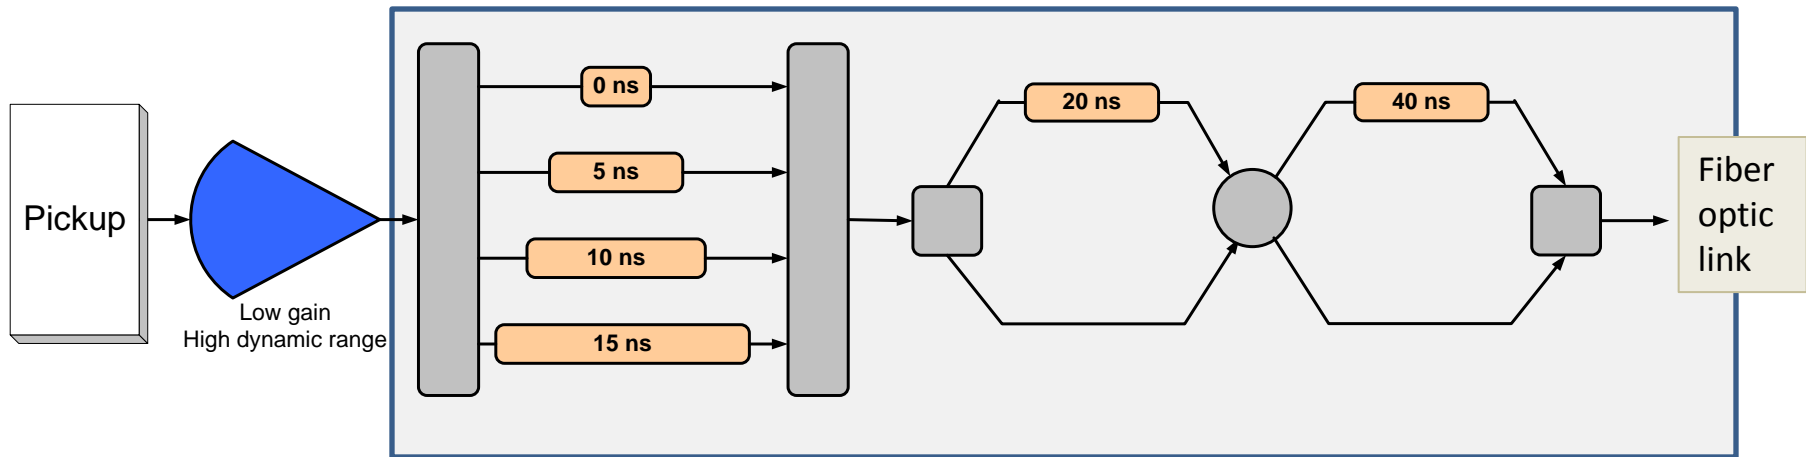 Pickup
Low gain
High dynamic range
0 ns
5 ns
10 ns
15 ns
20 ns
40 ns
Fiber
optic
link